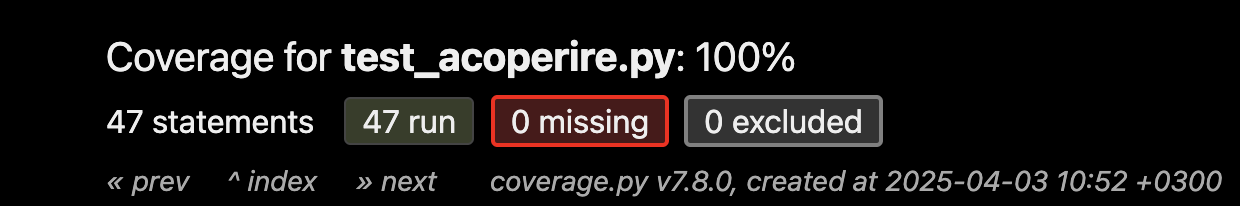 Coverage for test_acoperire.py: 100%
47 statements 47 run 0 missing 0 excluded
« prev ^ index » next coverage.py v7.8.0, created at 2025-04-03 10:52 +0300